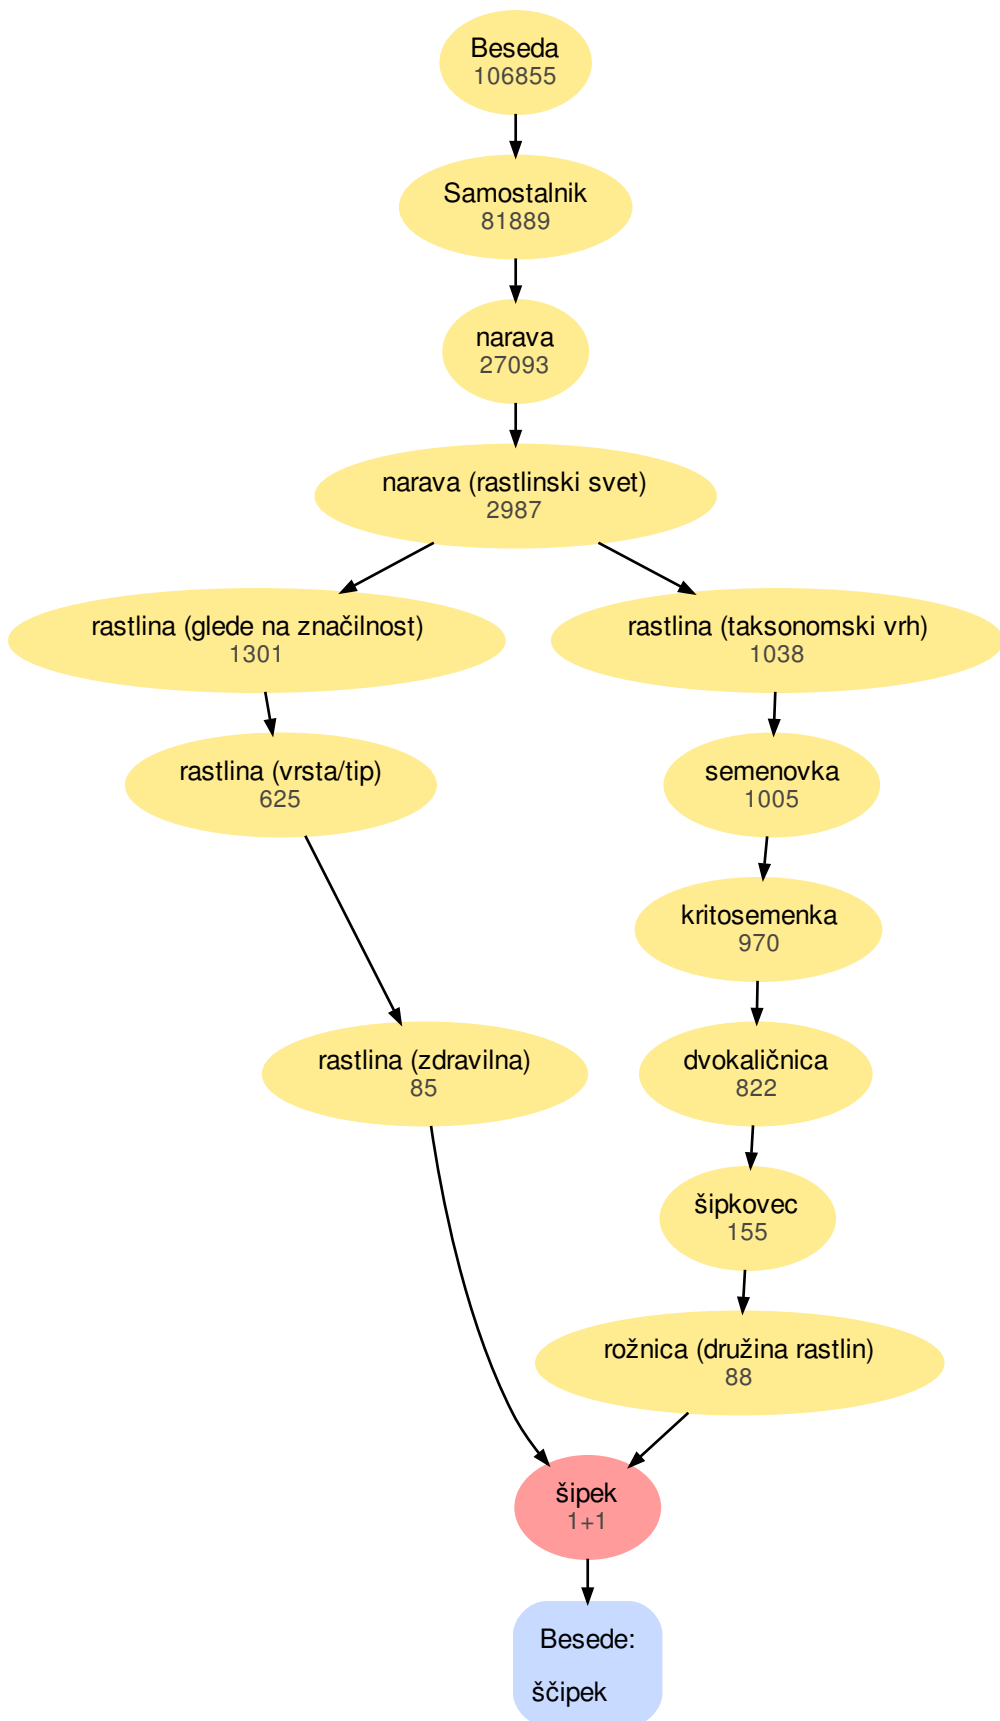 Beseda
106855
Samostalnik
81889
narava
27093
narava (rastlinski svet)
2987
rastlina (glede na značilnost)
1301
rastlina (taksonomski vrh)
1038
rastlina (vrsta/tip)
625
semenovka
1005
kritosemenka
970
rastlina (zdravilna)
85
dvokaličnica
822
šipkovec
155
rožnica (družina rastlin)
88
šipek
1+1
Besede:
ščipek